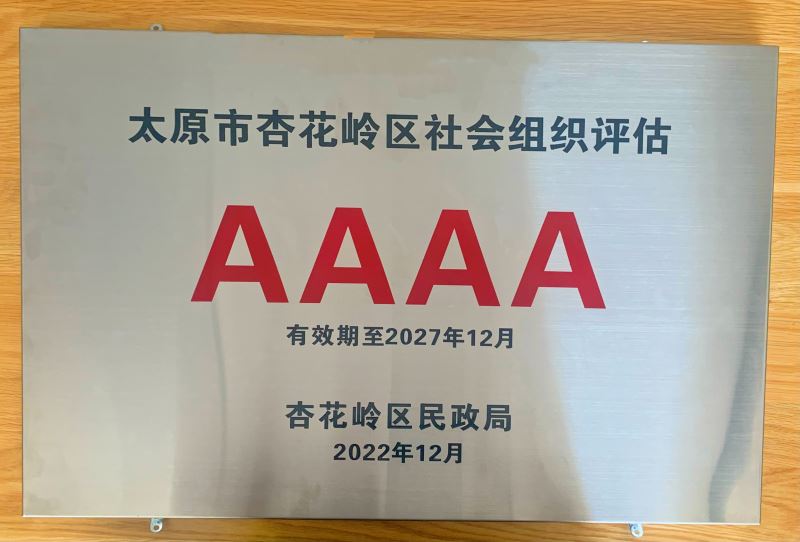 太原市杏花岭区社会组织评估
AAAA
有效期至2027年12月
杏花岭区民政局
2022年12月